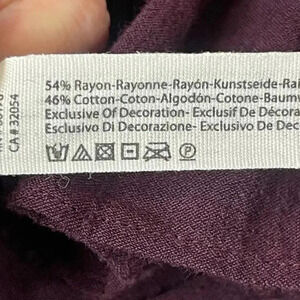 54% Rayon-Rayonne-Rayón-Kunstseide-Rai
46% Cotton-Coton-Algodón-Cotone-Baumw
Exclusive Of Decoration- Exclusif De Décora
Esclusivo Di Decorazione- Exclusivo De De
CA # 32054